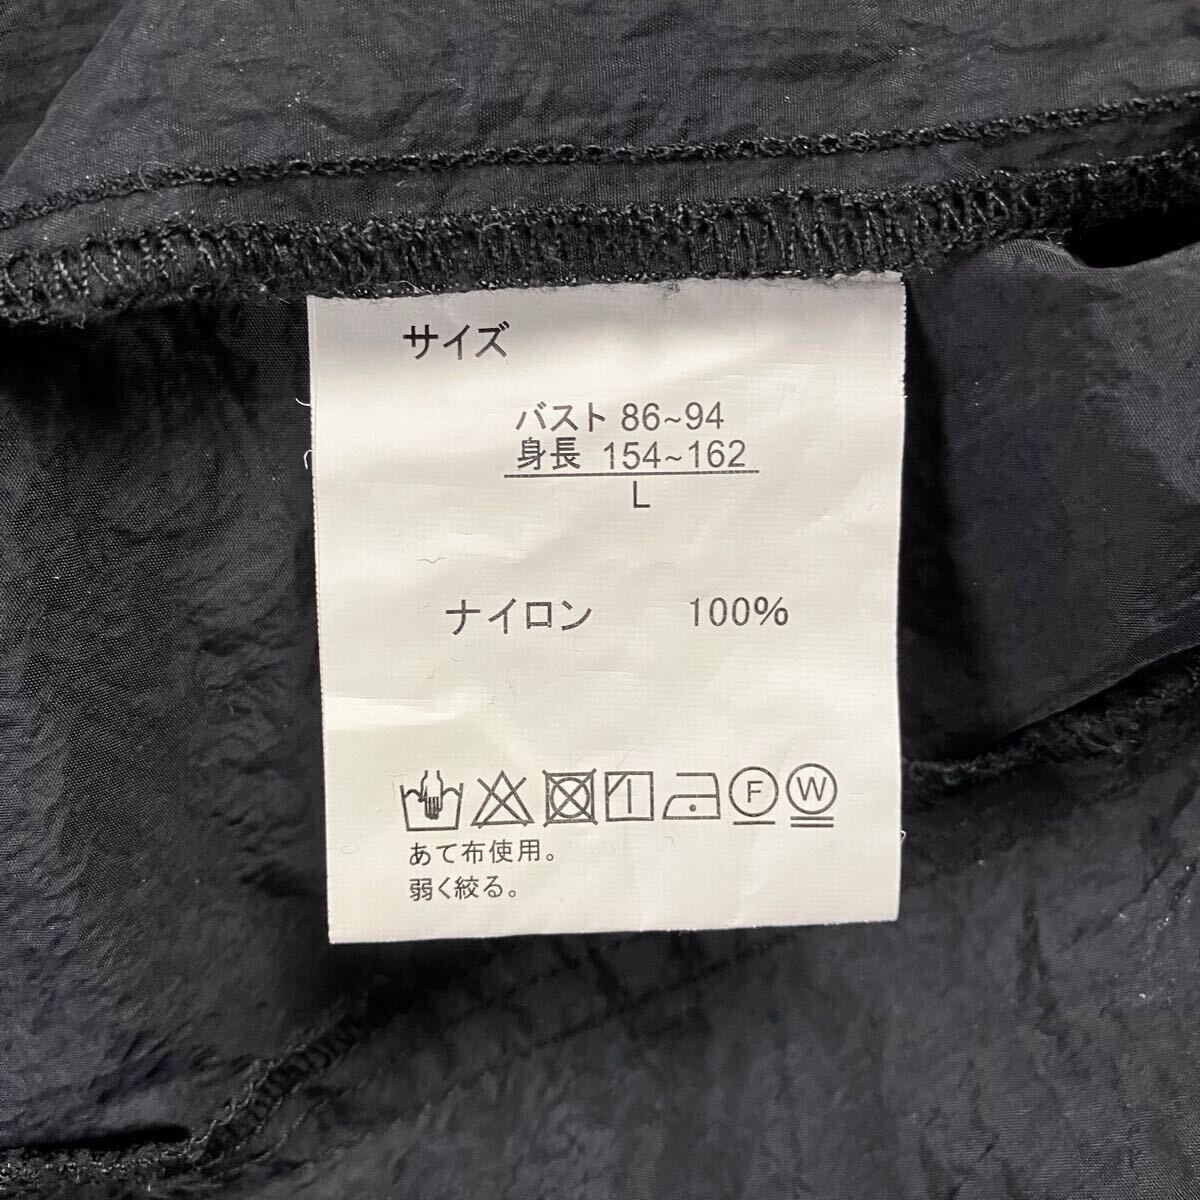 サイズ
バスト 86~94
身長 154~162
L
ナイロン 100%
F W
あて布使用。
弱く絞る。